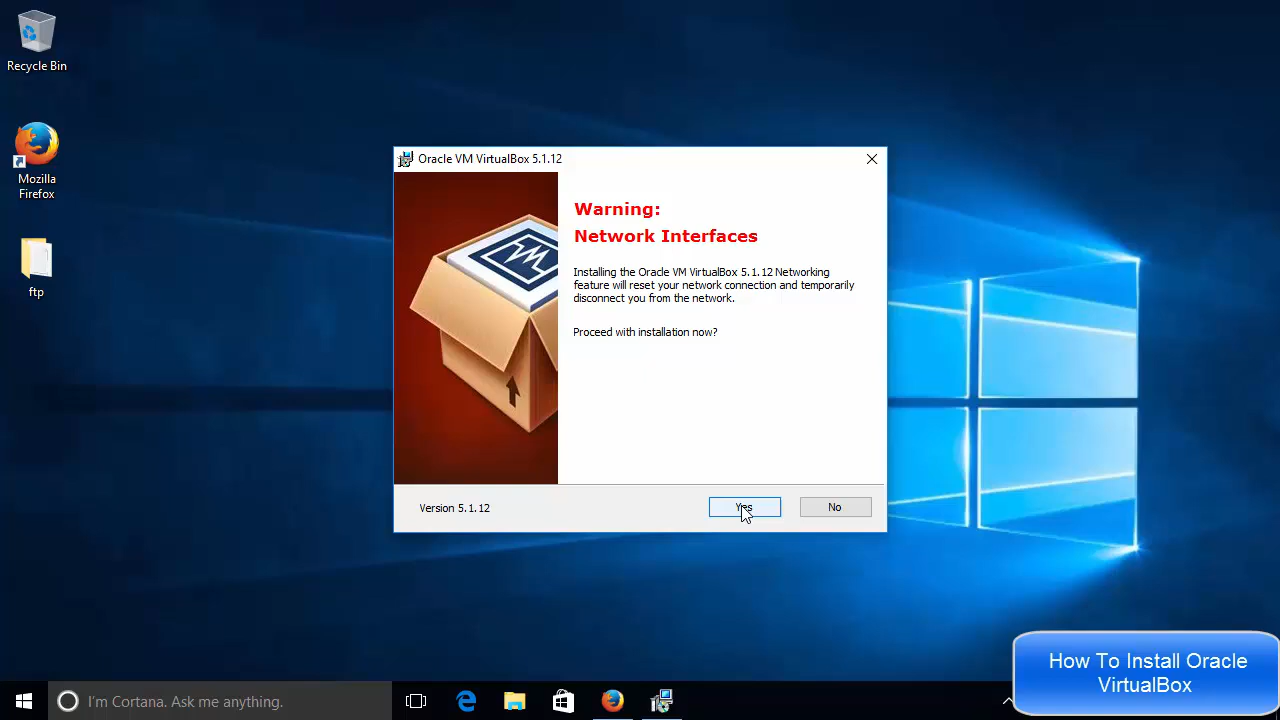 Recycle Bin
Mozilla
Firefox
ftp
Oracle VM VirtualBox 5.1.12
Warning:
Network Interfaces
Installing the Oracle VM VirtualBox 5.1.12 Networking
feature will reset your network connection and temporarily
disconnect you from the network.
Proceed with installation now?
Version 5.1.12
Yes
No
How To Install Oracle
VirtualBox
I'm Cortana. Ask me anything.